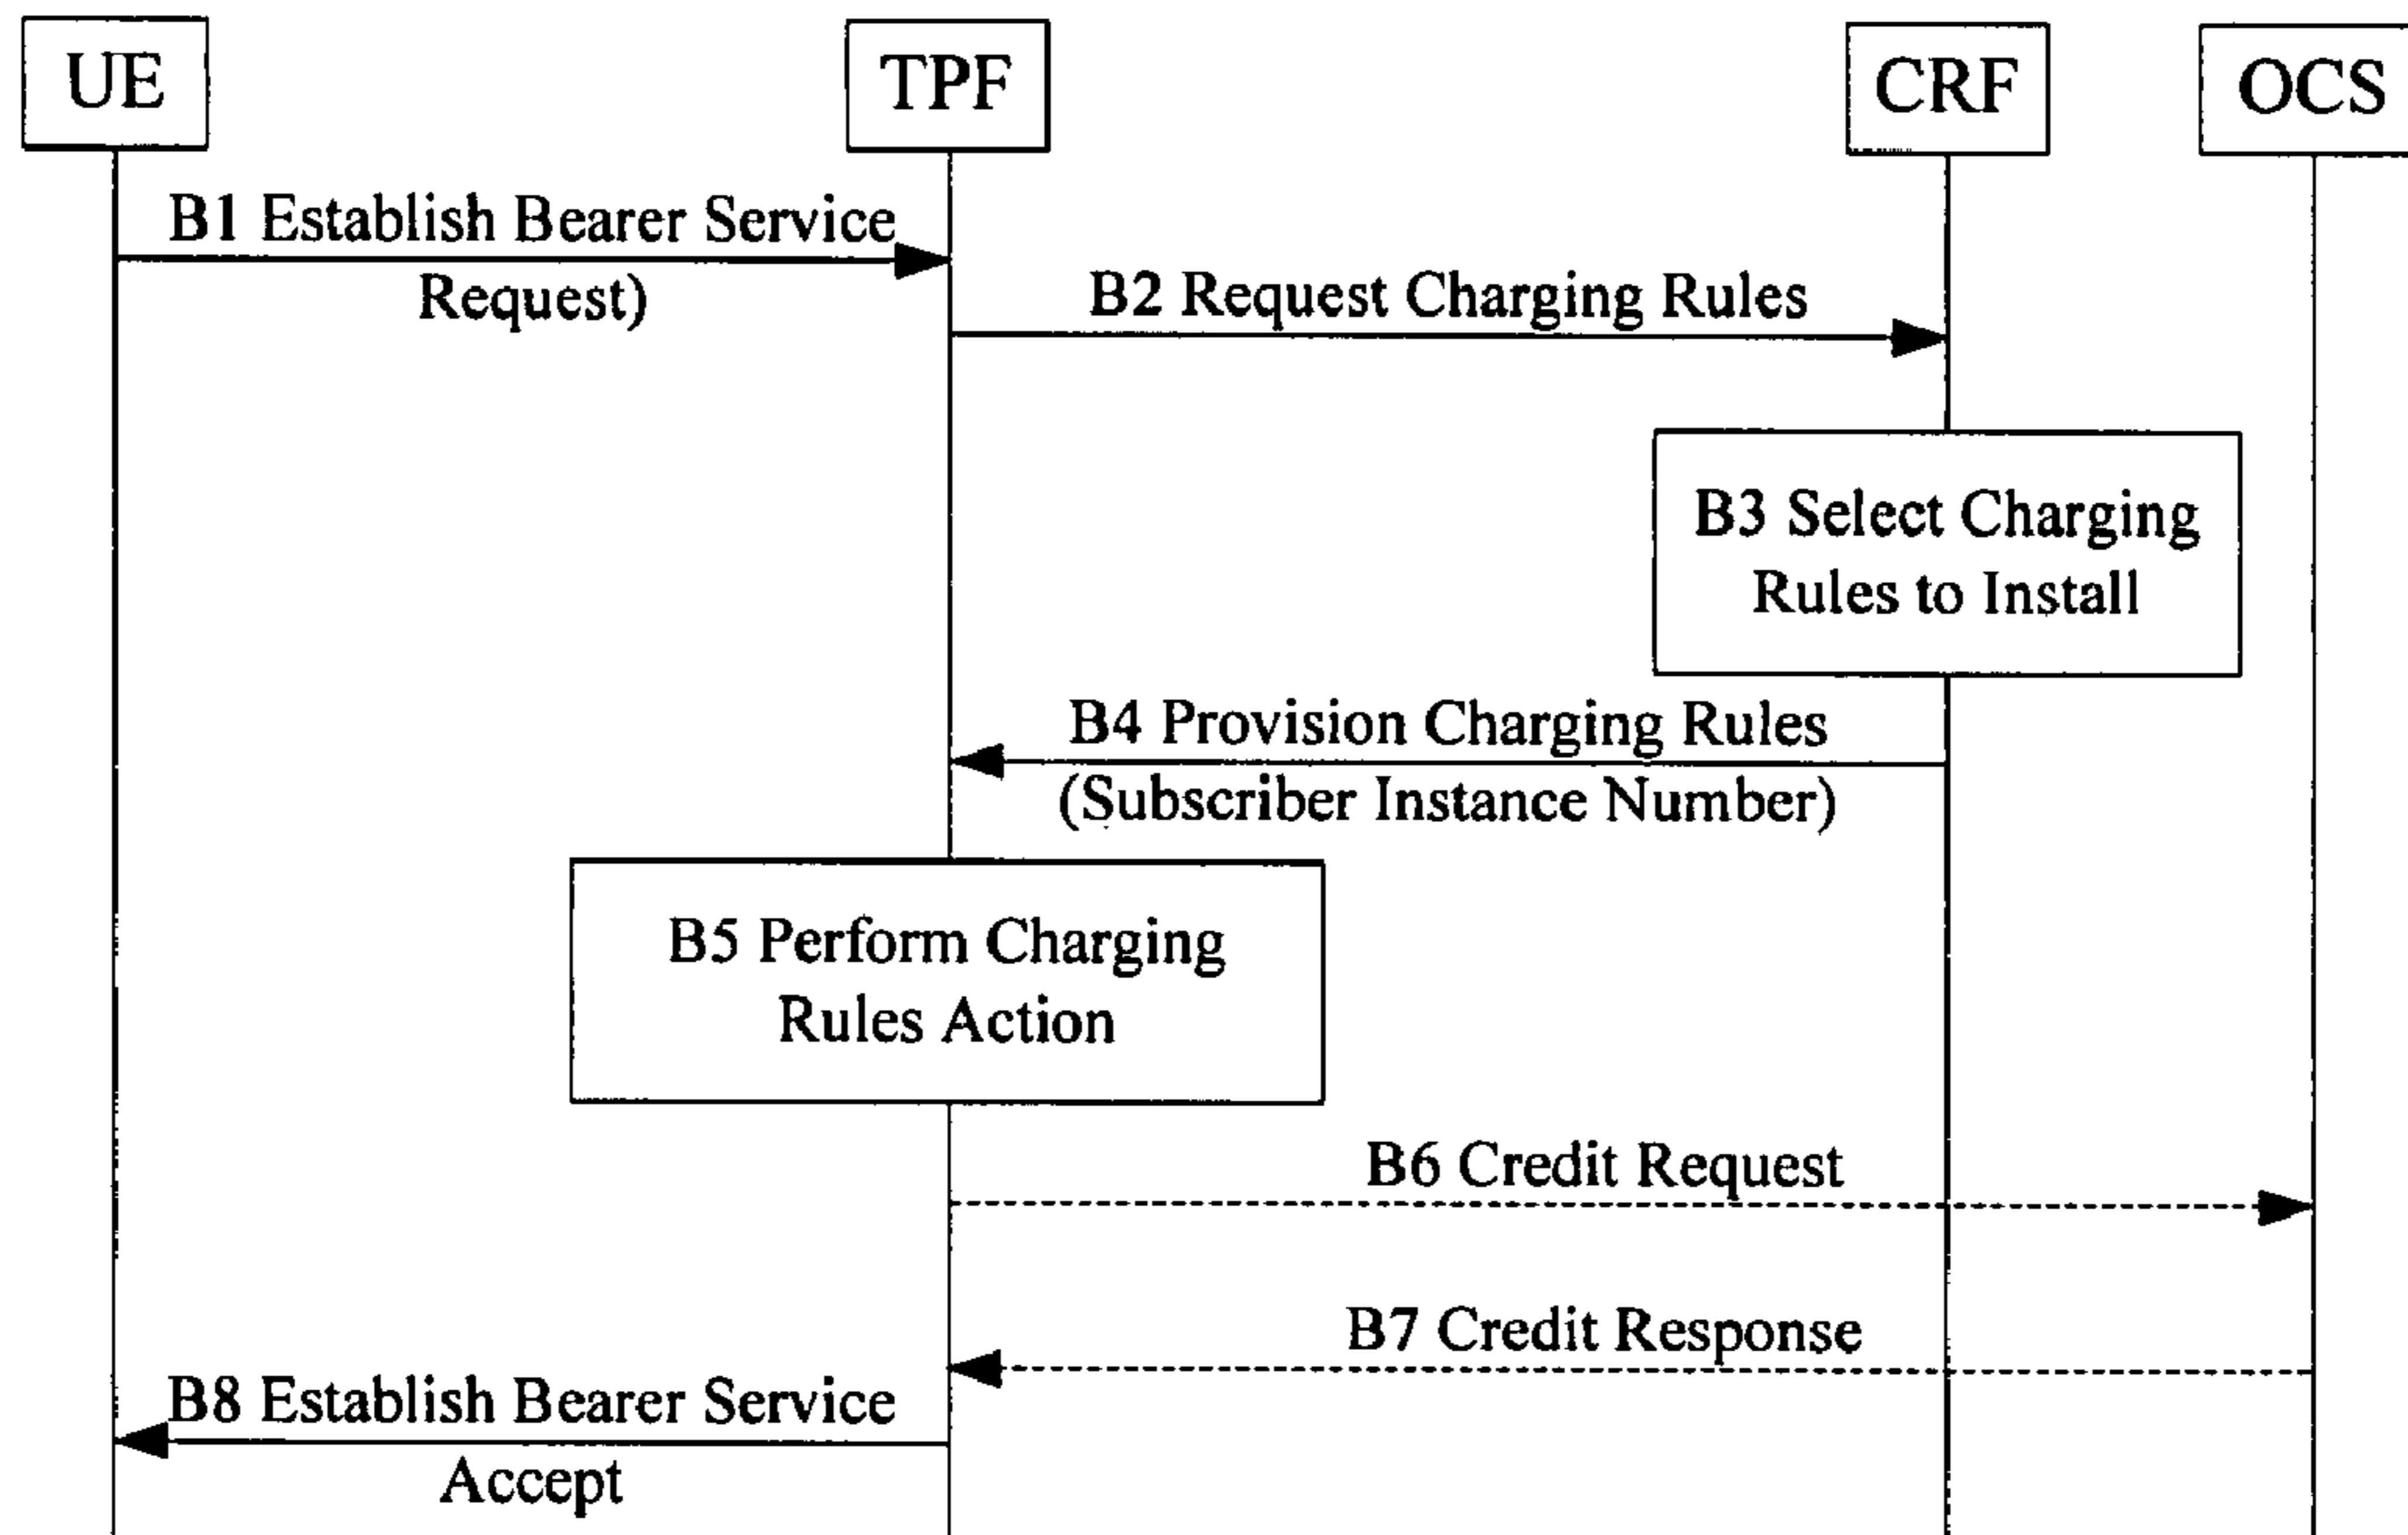 UE
TPF
CRF
OCS
B1 Establish Bearer Service
Request)
B2 Request Charging Rules
B3 Select Charging
Rules to Install
B4 Provision Charging Rules
(Subscriber Instance Number)
B5 Perform Charging
Rules Action
B6 Credit Request
B7 Credit Response
B8 Establish Bearer Service
Accept